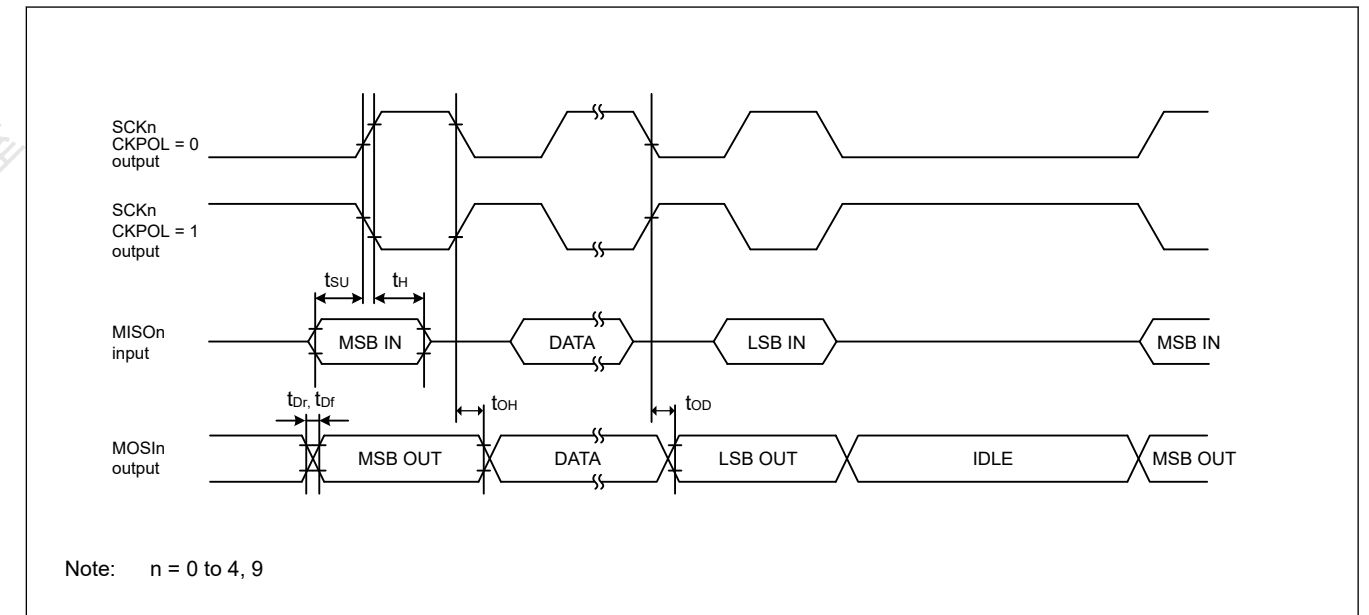 SCKn
CKPOL = 0
output
SCKn
CKPOL = 1
output
tSU
tH
MISOn
input
MSB IN
DATA
LSB IN
MSB IN
tDr, tDf
tOH
tOD
MOSIn
output
MSB OUT
DATA
LSB OUT
IDLE
MSB OUT
Note: n = 0 to 4, 9